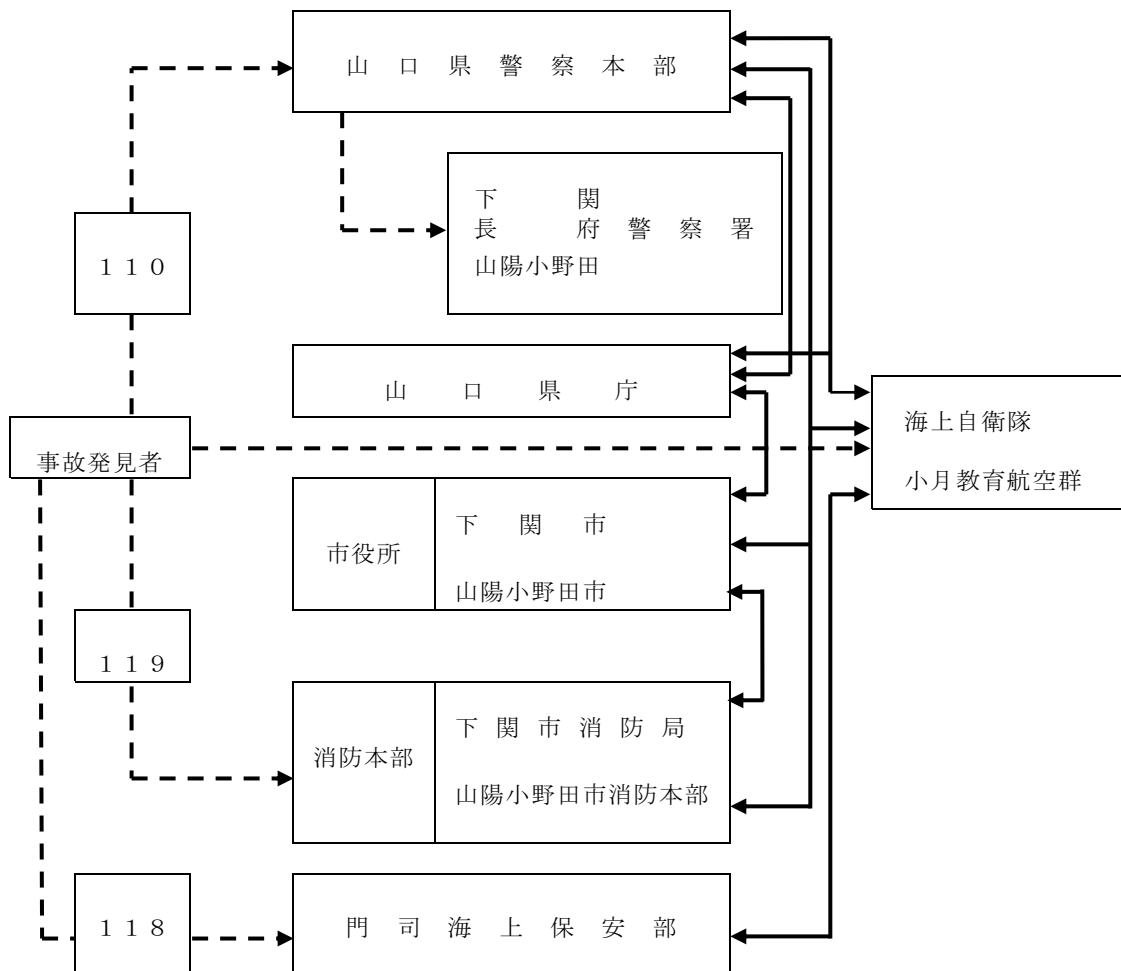 山口県警察本部
下関
長府警察署
山陽小野田
１１０
山口県庁
海上自衛隊
小月教育航空群
事故発見者
市役所
下関市
山陽小野田市
１１９
消防本部
下関市消防局
山陽小野田市消防本部
１１８
門司海上保安部